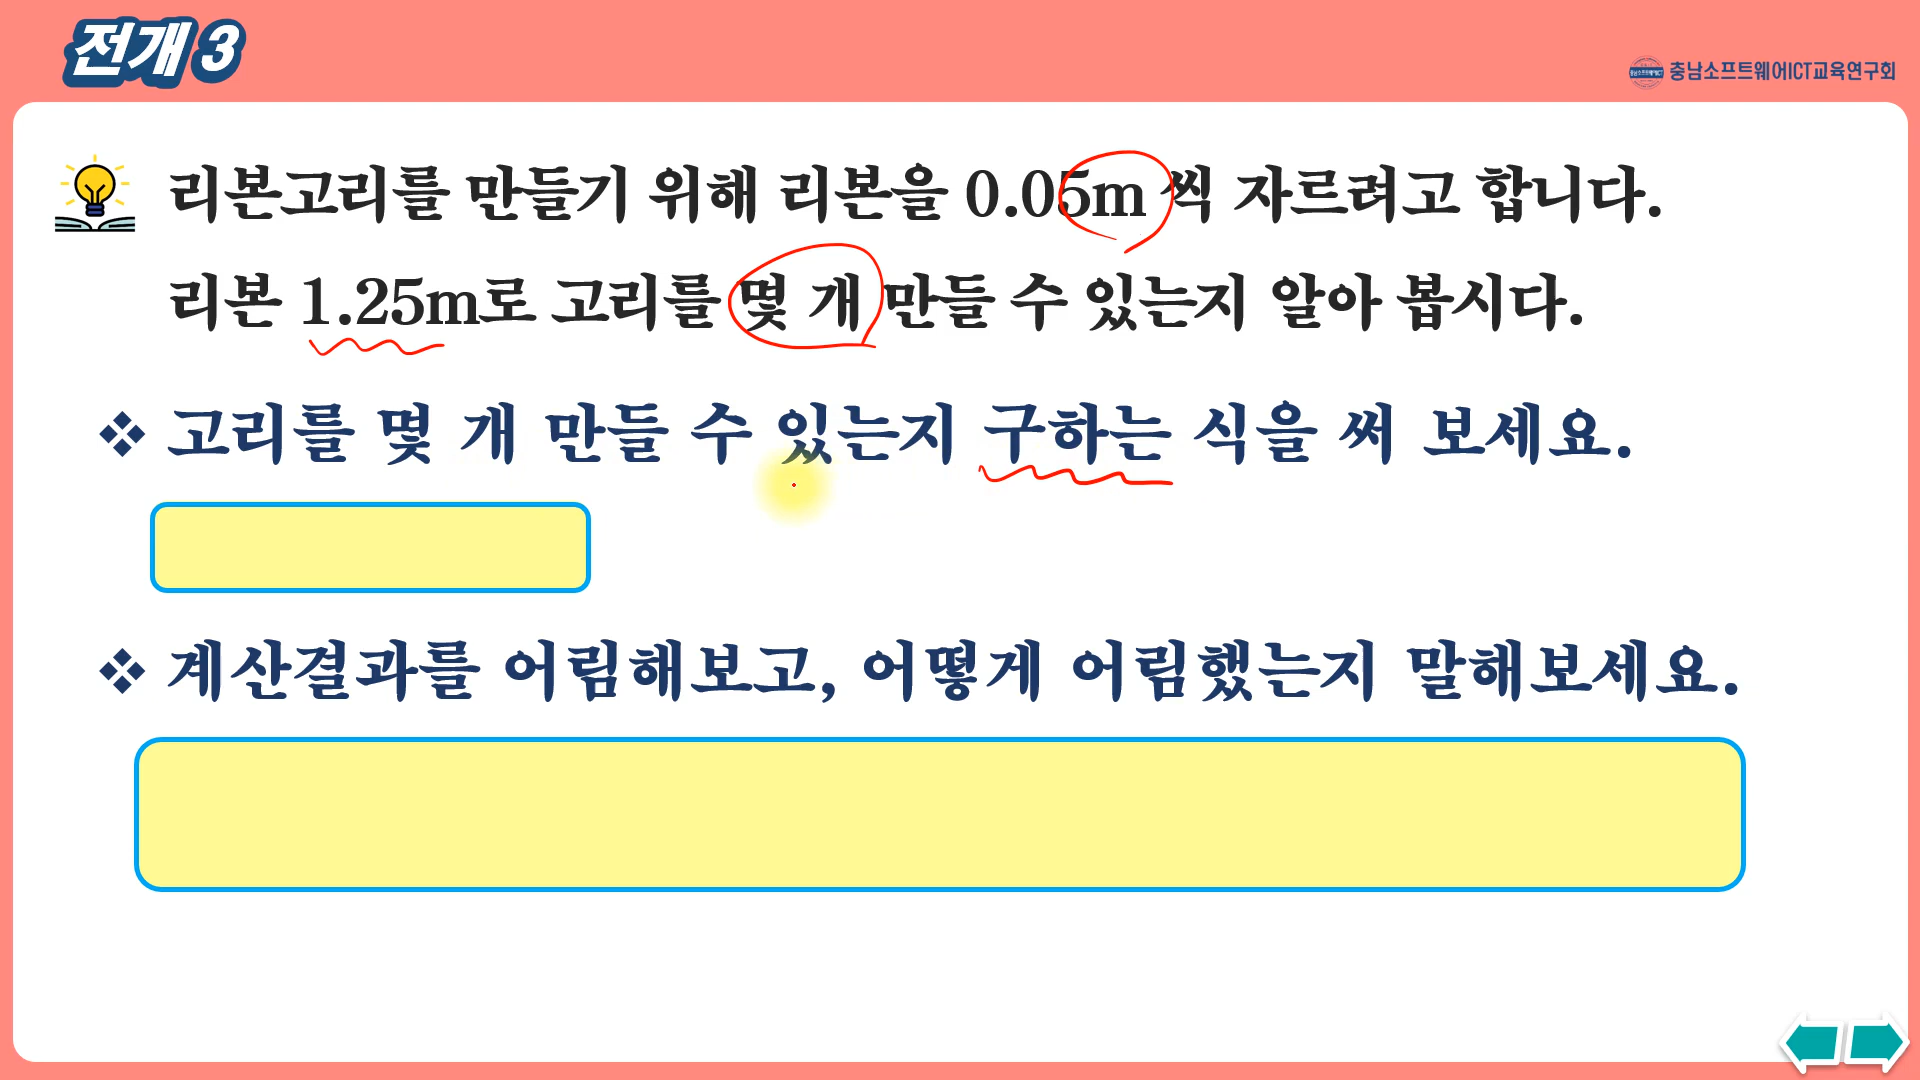 전개 3
충남소프트웨어ICT교육연구회
리본고리를 만들기 위해 리본을 0.05m 씩 자르려고 합니다.
리본 1.25m로 고리를 몇 개 만들 수 있는지 알아 봅시다.
❖ 고리를 몇 개 만들 수 있는지 구하는 식을 써 보세요.
❖ 계산결과를 어림해보고, 어떻게 어림했는지 말해보세요.